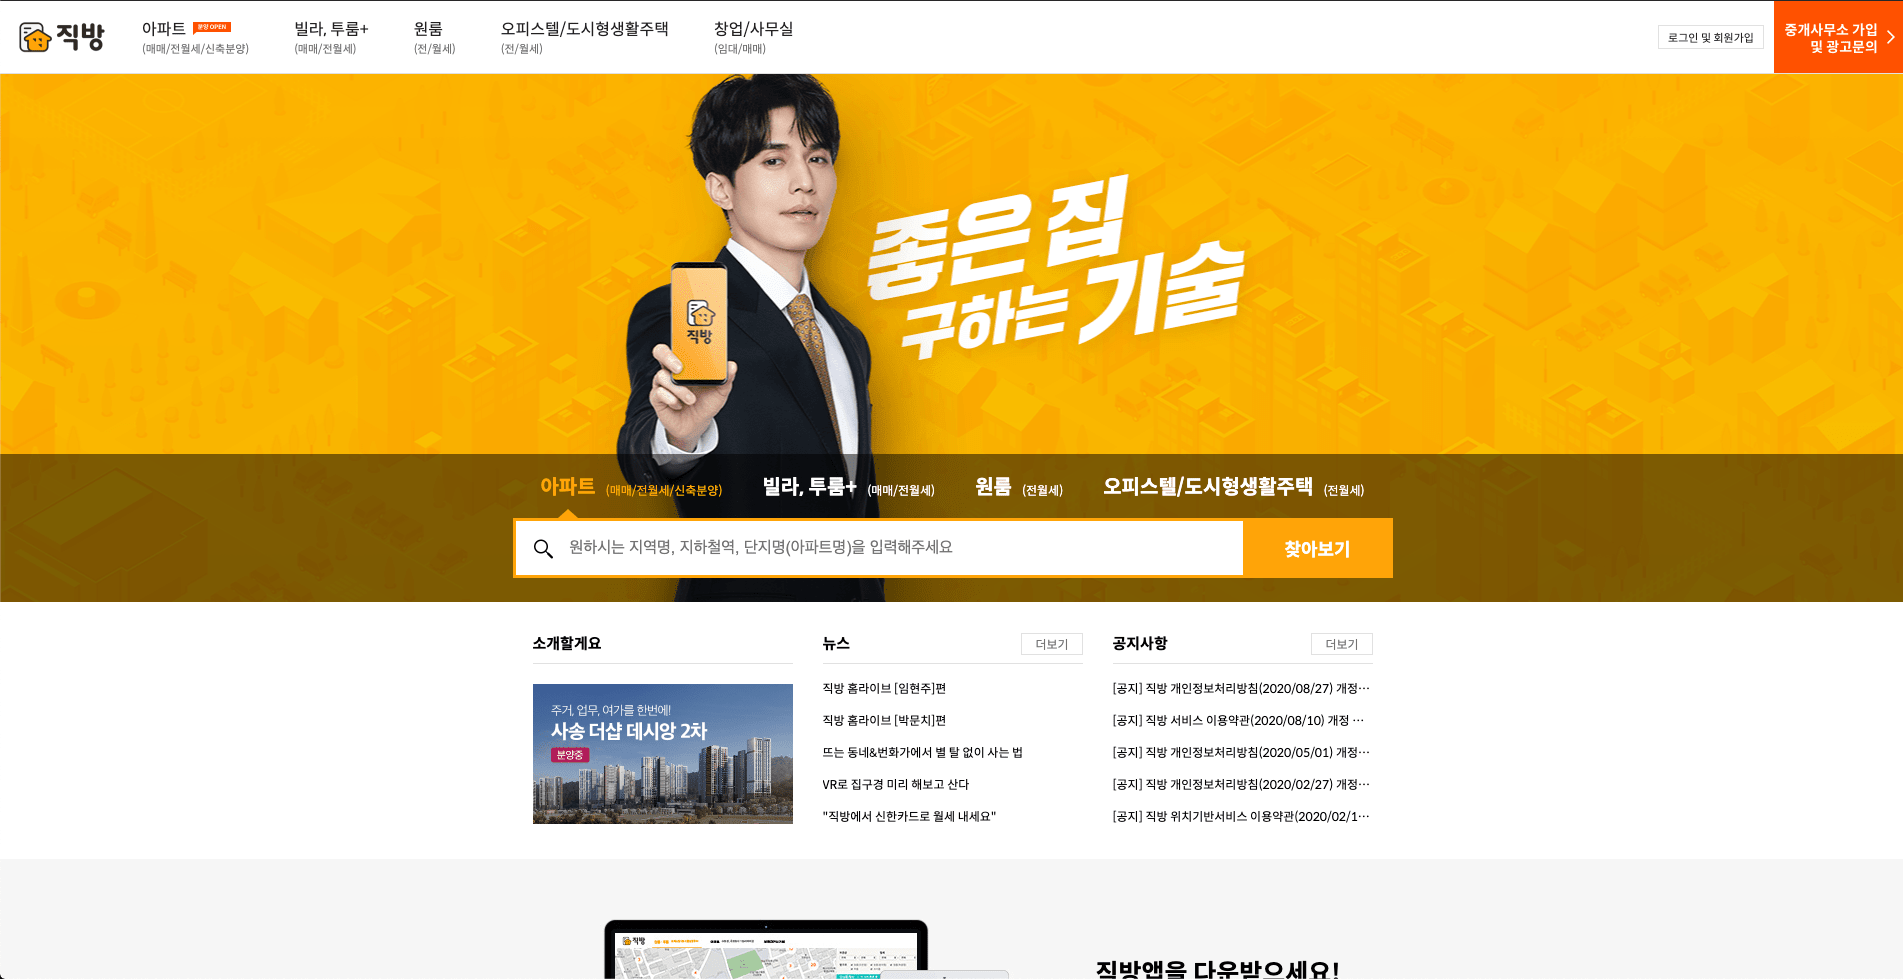 직방
아파트 분양 OPEN
(매매/전월세/신축분양)
빌라, 투룸+
(매매/전월세)
원룸
(전/월세)
오피스텔/도시형생활주택
(전/월세)
창업/사무실
(임대/매매)
로그인 및 회원가입
중개사무소 가입
및 광고문의
좋은 집
구하는 기술
직방
아파트 (매매/전월세/신축분양) 빌라, 투룸+ (매매/전월세) 원룸 (전월세) 오피스텔/도시형생활주택 (전월세)
원하시는 지역명, 지하철역, 단지명(아파트명)을 입력해주세요
찾아보기
소개할게요
주거, 업무, 여가를 한번에!
사송 더샵 데시앙 2차
분양중
뉴스 더보기
직방 홈라이브 [임현주]편
직방 홈라이브 [박문치]편
뜨는 동네&번화가에서 별 탈 없이 사는 법
VR로 집구경 미리 해보고 산다
"직방에서 신한카드로 월세 내세요"
공지사항 더보기
[공지] 직방 개인정보처리방침(2020/08/27) 개정…
[공지] 직방 서비스 이용약관(2020/08/10) 개정 …
[공지] 직방 개인정보처리방침(2020/05/01) 개정…
[공지] 직방 개인정보처리방침(2020/02/27) 개정…
[공지] 직방 위치기반서비스 이용약관(2020/02/1…
직방
직방앱을 다운받으세요!